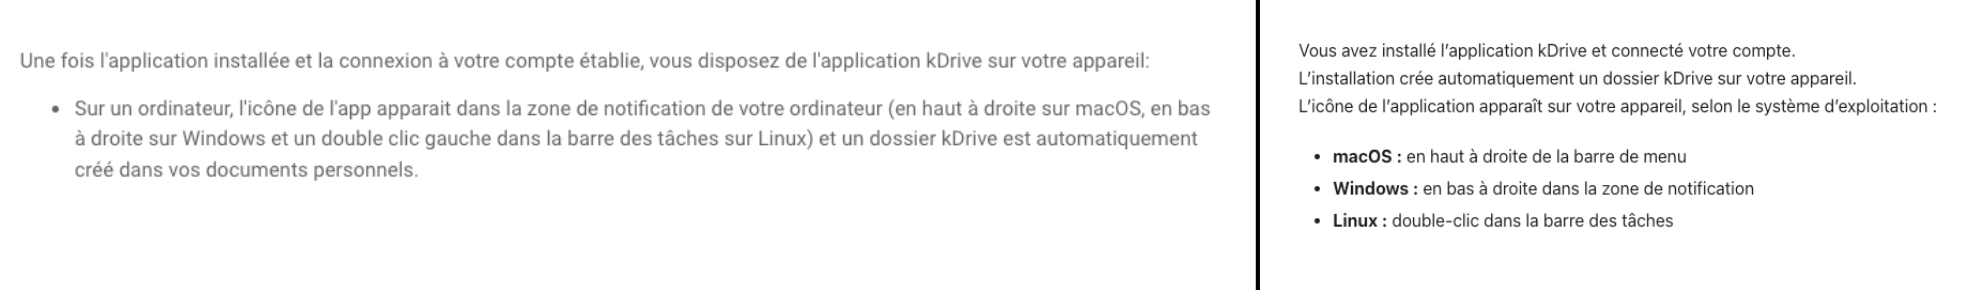 Une fois l'application installée et la connexion à votre compte établie, vous disposez de l'application kDrive sur votre appareil:
• Sur un ordinateur, l'icône de l'app apparait dans la zone de notification de votre ordinateur (en haut à droite sur macOS, en bas
à droite sur Windows et un double clic gauche dans la barre des tâches sur Linux) et un dossier kDrive est automatiquement
créé dans vos documents personnels.
Vous avez installé l’application kDrive et connecté votre compte.
L’installation crée automatiquement un dossier kDrive sur votre appareil.
L’icône de l’application apparaît sur votre appareil, selon le système d’exploitation :
• macOS : en haut à droite de la barre de menu
• Windows : en bas à droite dans la zone de notification
• Linux : double-clic dans la barre des tâches